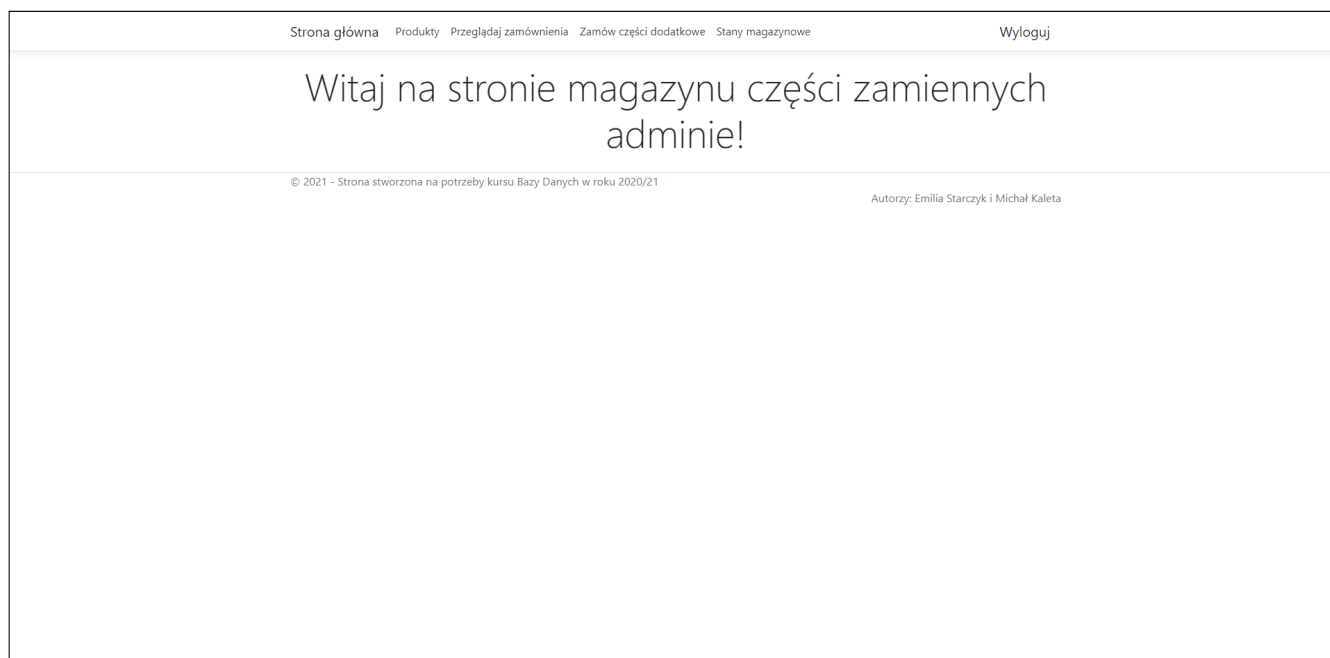 Strona główna Produkty Przeglądaj zamównienia Zamów części dodatkowe Stany magazynowe Wyloguj
Witaj na stronie magazynu części zamiennych
adminie!
© 2021 - Strona stworzona na potrzeby kursu Bazy Danych w roku 2020/21
Autorzy: Emilia Starczyk i Michał Kaleta